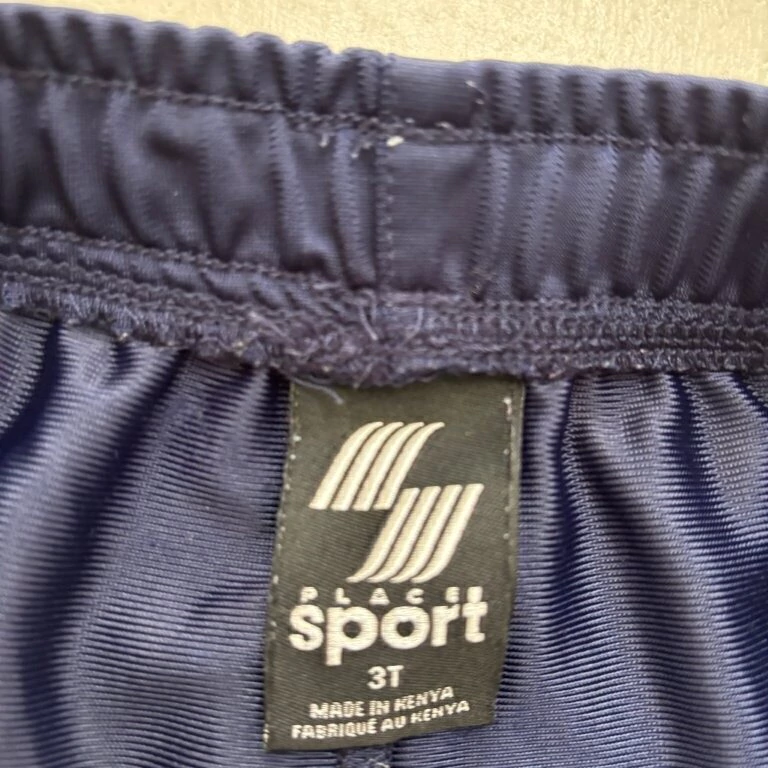 PLACE
sport
3T
MADE IN KENYA
FABRIQUÉ AU KENYA